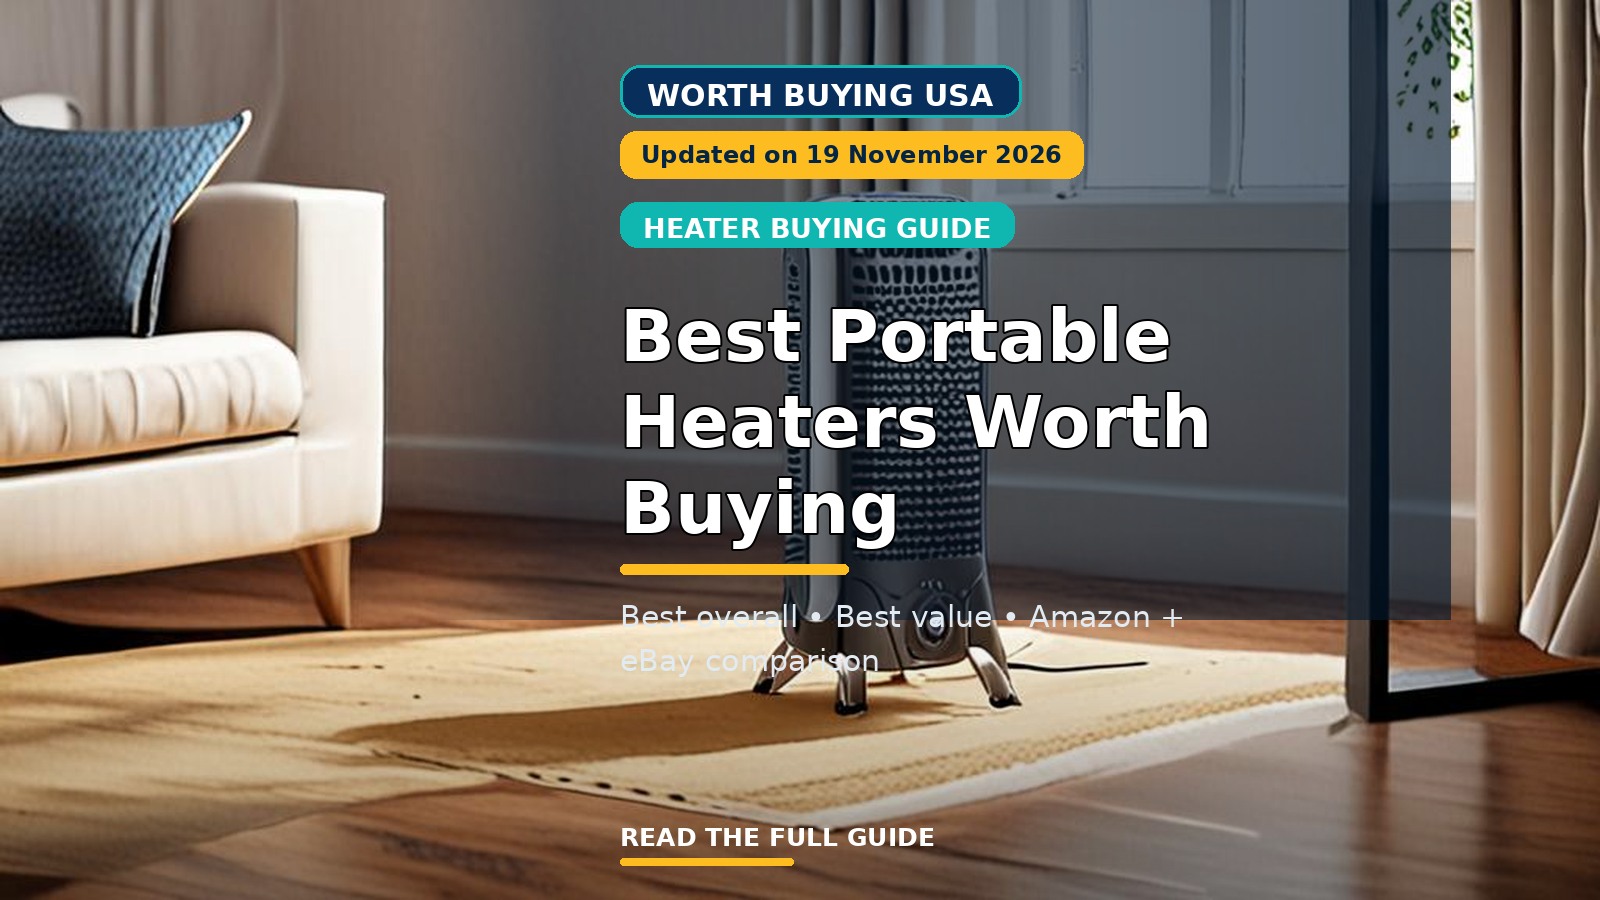 WORTH BUYING USA
Updated on 19 November 2026
HEATER BUYING GUIDE
Best Portable
Heaters Worth
Buying
Best overall • Best value • Amazon +
eBay comparison
READ THE FULL GUIDE